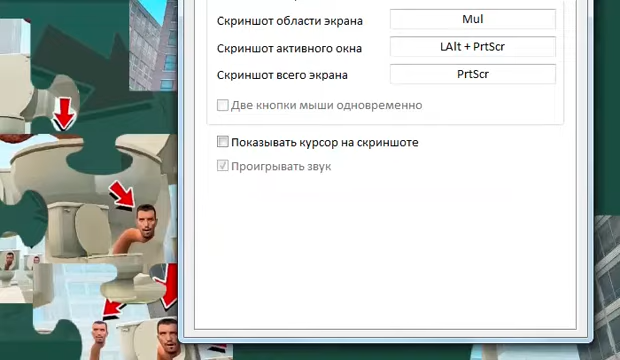 Скриншот области экрана Mul
Скриншот активного окна LAlt + PrtScr
Скриншот всего экрана PrtScr
Две кнопки мыши одновременно
Показывать курсор на скриншоте
Проигрывать звук